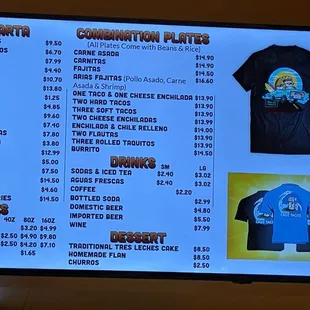 ARTA
$9.50
$6.70
$7.99
$4.40
$10.70
$13.80
$1.25
$4.85
$9.60
$7.40
$3.80
$12.99
$5.00
$7.50
$14.50
$4.60
$14.50
4OZ 8OZ 16OZ
$3.20 $4.99
$2.50 $4.90 $9.80
$2.50 $4.20 $7.10
$1.65
COMBINATION PLATES
(All Plates Come with Beans & Rice)
CARNE ASADA $14.90
CARNITAS $14.90
FAJITAS $14.50
ARIAS FAJITAS (Pollo Asado, Carne Asada & Shrimp) $16.60
ONE TACO & ONE CHEESE ENCHILADA $13.90
TWO HARD TACOS $13.90
THREE SOFT TACOS $13.90
TWO CHEESE ENCHILADAS $13.90
ENCHILADA & CHILE RELLENO $14.00
TWO FLAUTAS $13.90
THREE ROLLED TAQUITOS $14.40
BURRITO $14.50
DRINKS SM LG
SODAS & ICED TEA $2.40 $3.02
AGUAS FRESCAS $2.40 $3.02
COFFEE $2.20
BOTTLED SODA $2.99
DOMESTIC BEER $4.80
IMPORTED BEER $5.50
WINE $7.99
DESSERT
TRADITIONAL TRES LECHES CAKE $8.50
HOMEMADE FLAN $8.50
CHURROS $2.50